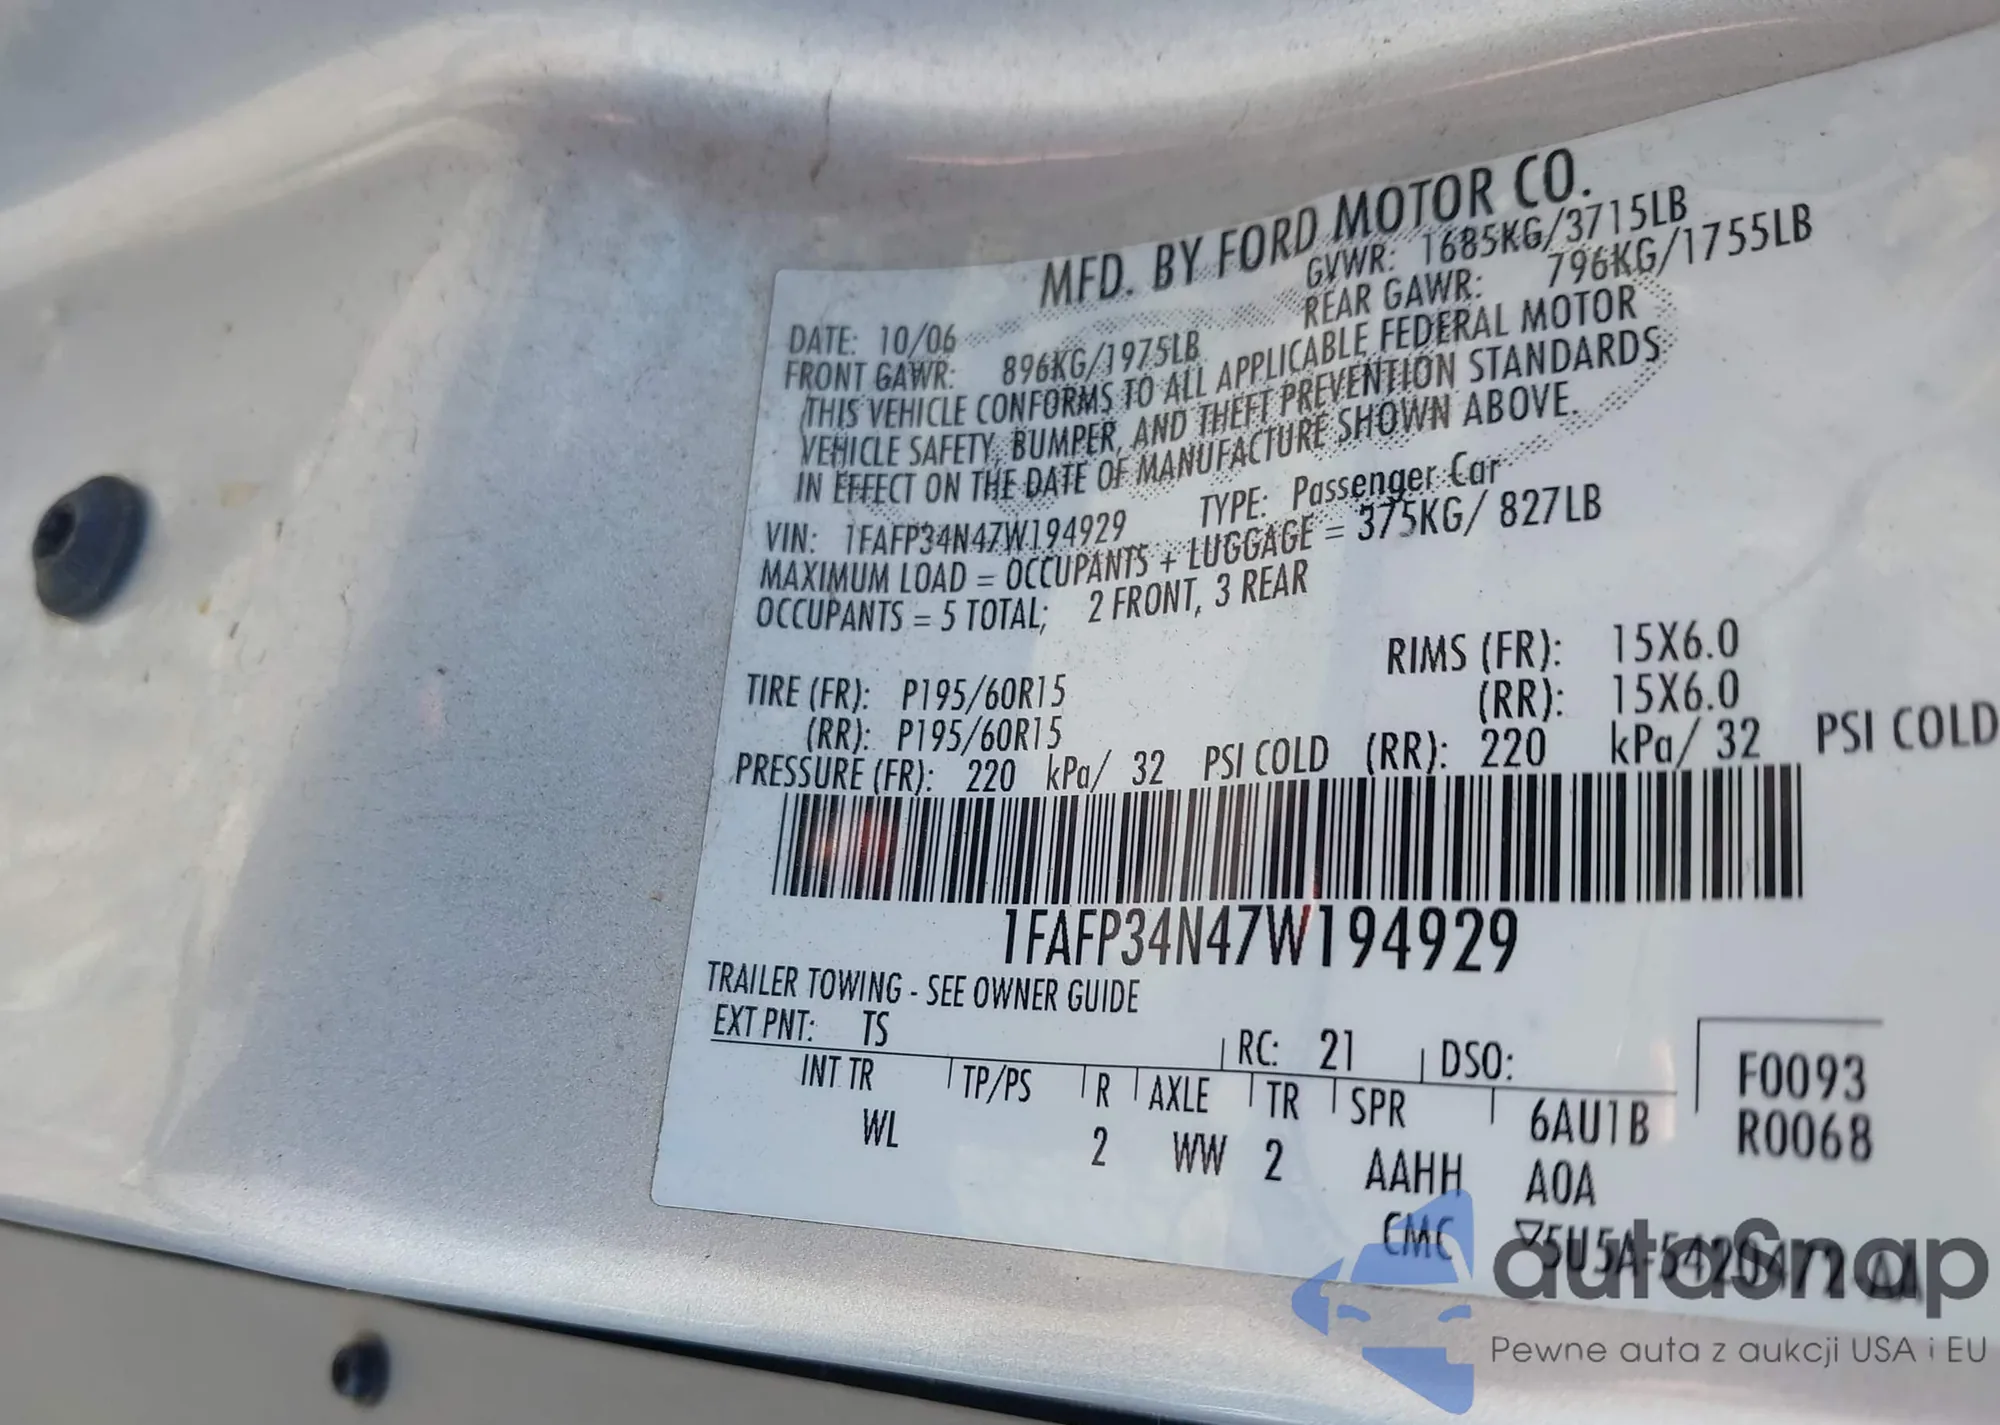 MFD. BY FORD MOTOR CO.
DATE: 10/06 GVWR: 1685KG/3715LB
FRONT GAWR: 896KG/1975LB REAR GAWR: 796KG/1755LB
THIS VEHICLE CONFORMS TO ALL APPLICABLE FEDERAL MOTOR
VEHICLE SAFETY, BUMPER, AND THEFT PREVENTION STANDARDS
IN EFFECT ON THE DATE OF MANUFACTURE SHOWN ABOVE.
VIN: 1FAFP34N47W194929 TYPE: Passenger Car
MAXIMUM LOAD = OCCUPANTS + LUGGAGE = 375KG/ 827LB
OCCUPANTS = 5 TOTAL; 2 FRONT, 3 REAR
TIRE (FR): P195/60R15 RIMS (FR): 15X6.0
(RR): P195/60R15 (RR): 15X6.0
PRESSURE (FR): 220 kPa/ 32 PSI COLD (RR): 220 kPa/ 32 PSI COLD
1FAFP34N47W194929
TRAILER TOWING - SEE OWNER GUIDE
EXT PNT: TS RC: 21 DSO: F0093
INT TR TP/PS R AXLE TR SPR 6AU1B R0068
WL 2 WW 2 AAHH A0A
CMC
autoSnap
Pewne auta z aukcji USA i EU